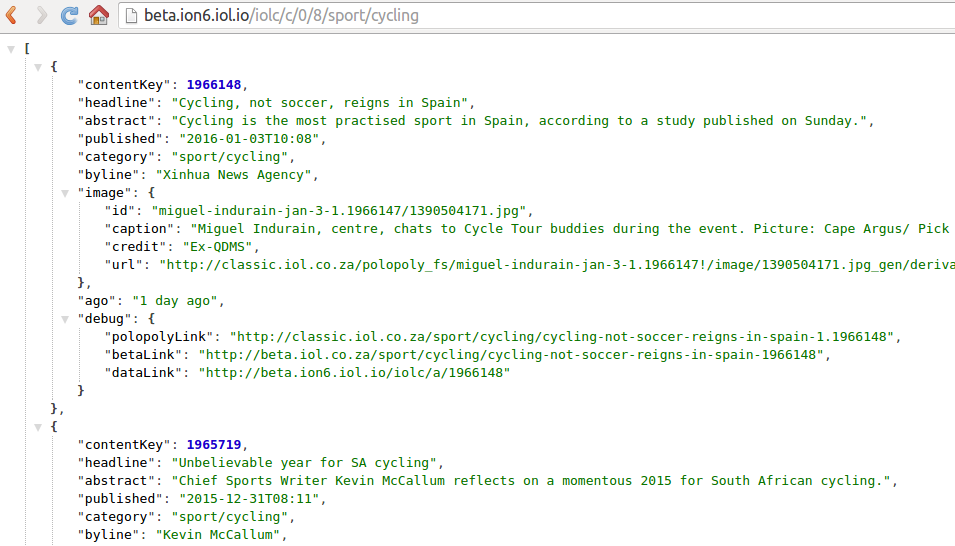 beta.ion6.iol.io/iolc/c/0/8/sport/cycling
[
{
"contentKey": 1966148,
"headline": "Cycling, not soccer, reigns in Spain",
"abstract": "Cycling is the most practised sport in Spain, according to a study published on Sunday.",
"published": "2016-01-03T10:08",
"category": "sport/cycling",
"byline": "Xinhua News Agency",
"image": {
"id": "miguel-indurain-jan-3-1.1966147/1390504171.jpg",
"caption": "Miguel Indurain, centre, chats to Cycle Tour buddies during the event. Picture: Cape Argus/ Pick
"credit": "Ex-QDMS",
"url": "http://classic.iol.co.za/polopoly_fs/miguel-indurain-jan-3-1.1966147!/image/1390504171.jpg_gen/deriva
},
"ago": "1 day ago",
"debug": {
"polopolyLink": "http://classic.iol.co.za/sport/cycling/cycling-not-soccer-reigns-in-spain-1.1966148",
"betaLink": "http://beta.iol.co.za/sport/cycling/cycling-not-soccer-reigns-in-spain-1966148",
"dataLink": "http://beta.ion6.iol.io/iolc/a/1966148"
}
},
{
"contentKey": 1965719,
"headline": "Unbelievable year for SA cycling",
"abstract": "Chief Sports Writer Kevin McCallum reflects on a momentous 2015 for South African cycling.",
"published": "2015-12-31T08:11",
"category": "sport/cycling",
"byline": "Kevin McCallum",